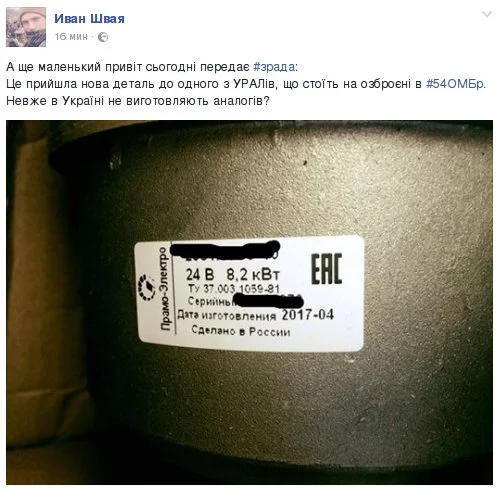 Иван Швая
16 мин ·
А ще маленький привіт сьогодні передає #зрада:
Це прийшла нова деталь до одного з УРАЛів, що стоїть на озброєні в #54ОМБр.
Невже в Україні не виготовляють аналогів?
Прамо-Электро
24 В 8,2 кВт
ТУ 37.003.1059-81
Серийны
Дата изготовления 2017-04
Сделано в России
ЕАС